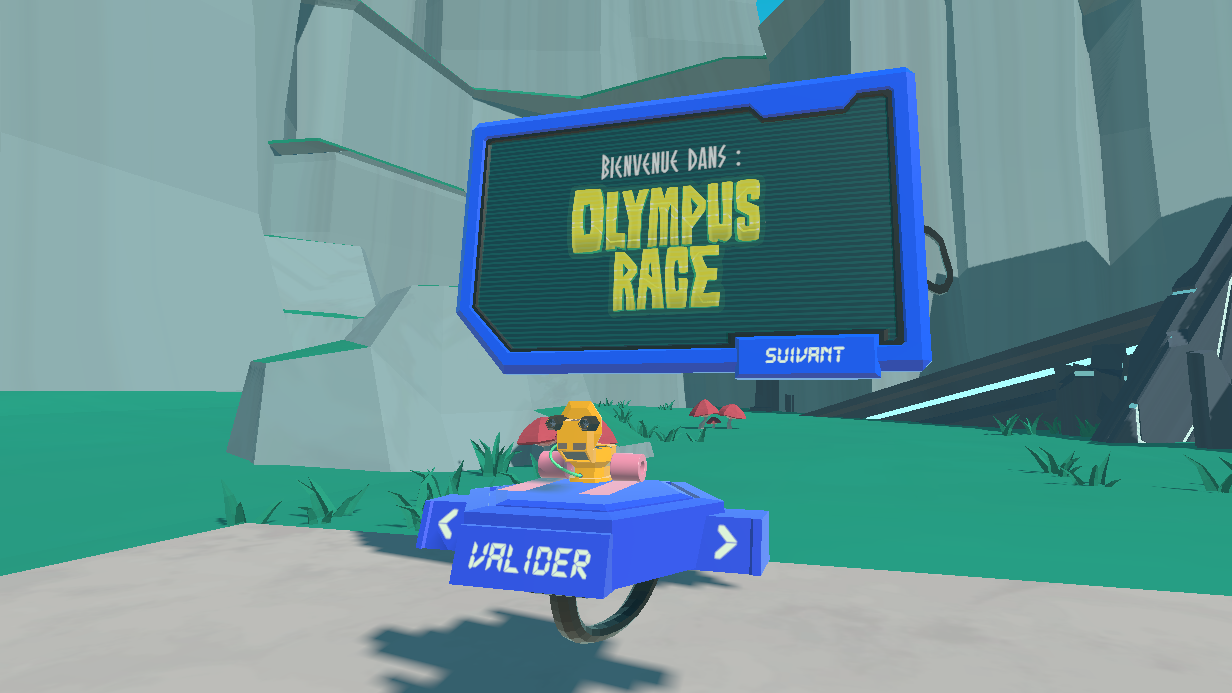 BIENVENUE DANS :
OLYMPUS
RACE
SUIVANT
< >
VALIDER